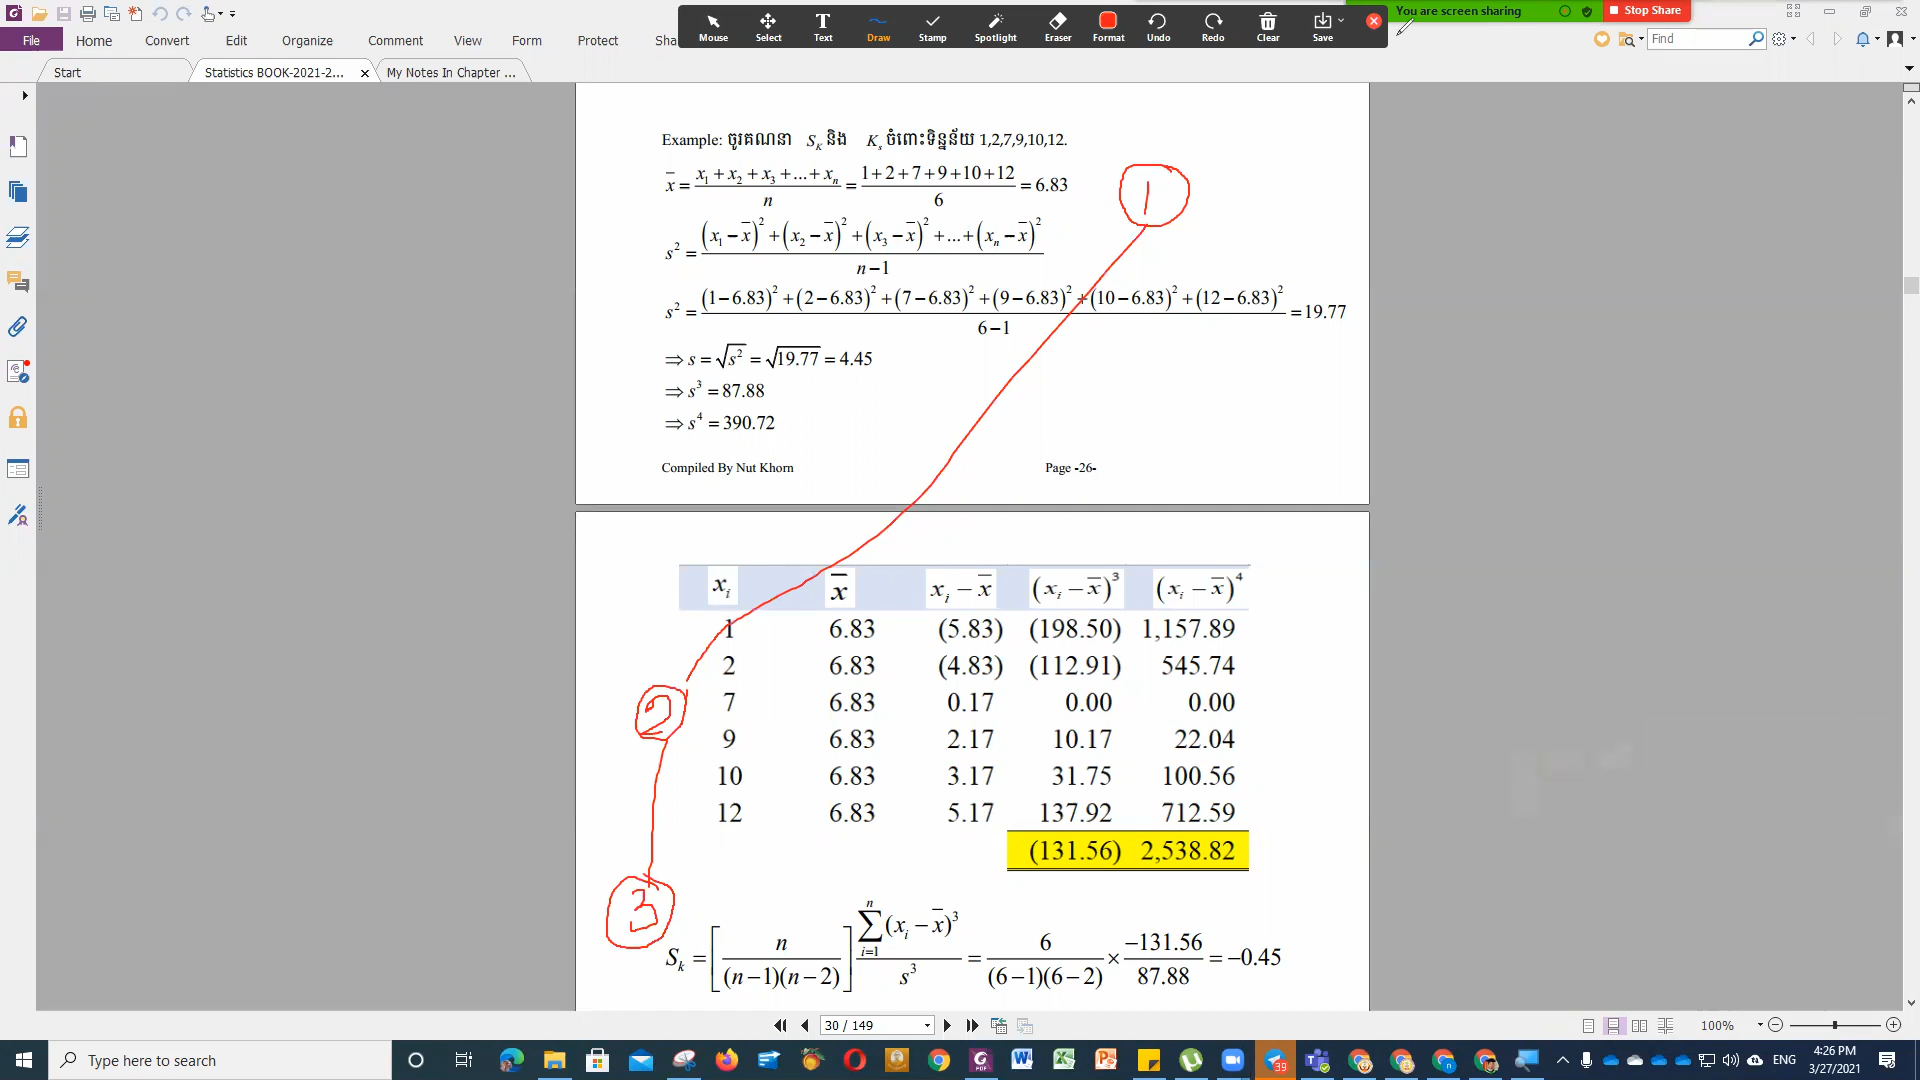 Mouse Select Text Draw Stamp Spotlight Eraser Format Undo Redo Clear Save
You are screen sharing Stop Share
File Home Convert Edit Organize Comment View Form Protect Sha Find
Start Statistics BOOK-2021-2... My Notes In Chapter ...
Example: ចូរគណនា S_K និង K_s ចំពោះទិន្នន័យ 1,2,7,9,10,12.
x̄ = (x₁ + x₂ + x₃ + ... + xₙ)/n = (1+2+7+9+10+12)/6 = 6.83
s² = ((x₁ − x̄)² + (x₂ − x̄)² + (x₃ − x̄)² + ... + (xₙ − x̄)²)/(n − 1)
s² = ((1−6.83)² + (2−6.83)² + (7−6.83)² + (9−6.83)² + (10−6.83)² + (12−6.83)²)/(6−1) = 19.77
⇒ s = √s² = √19.77 = 4.45
⇒ s³ = 87.88
⇒ s⁴ = 390.72
1
Compiled By Nut Khorn Page -26-
xᵢ x̄ xᵢ − x̄ (xᵢ − x̄)³ (xᵢ − x̄)⁴
1 6.83 (5.83) (198.50) 1,157.89
2 6.83 (4.83) (112.91) 545.74
7 6.83 0.17 0.00 0.00
9 6.83 2.17 10.17 22.04
10 6.83 3.17 31.75 100.56
12 6.83 5.17 137.92 712.59
(131.56) 2,538.82
2
3
S_k = [n/((n−1)(n−2))] ∑ᵢ₌₁ⁿ (xᵢ − x̄)³/s³ = 6/((6−1)(6−2)) × −131.56/87.88 = −0.45
30 / 149 100%
Type here to search 39 ENG 4:26 PM
3/27/2021